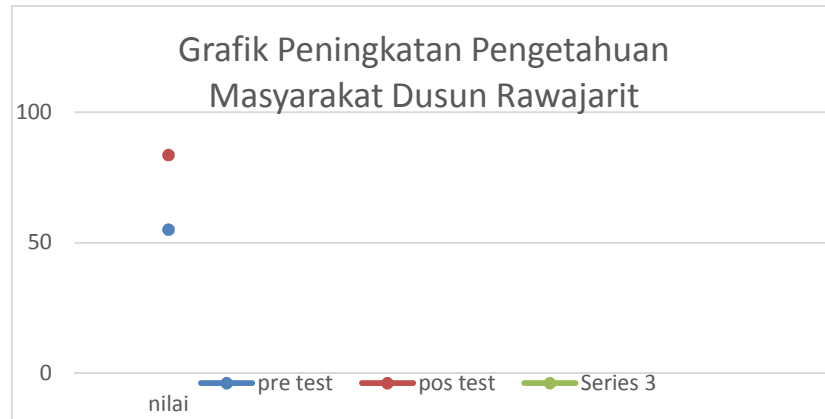 Grafik Peningkatan Pengetahuan
Masyarakat Dusun Rawajarit
100
50
0
pre test pos test Series 3
nilai